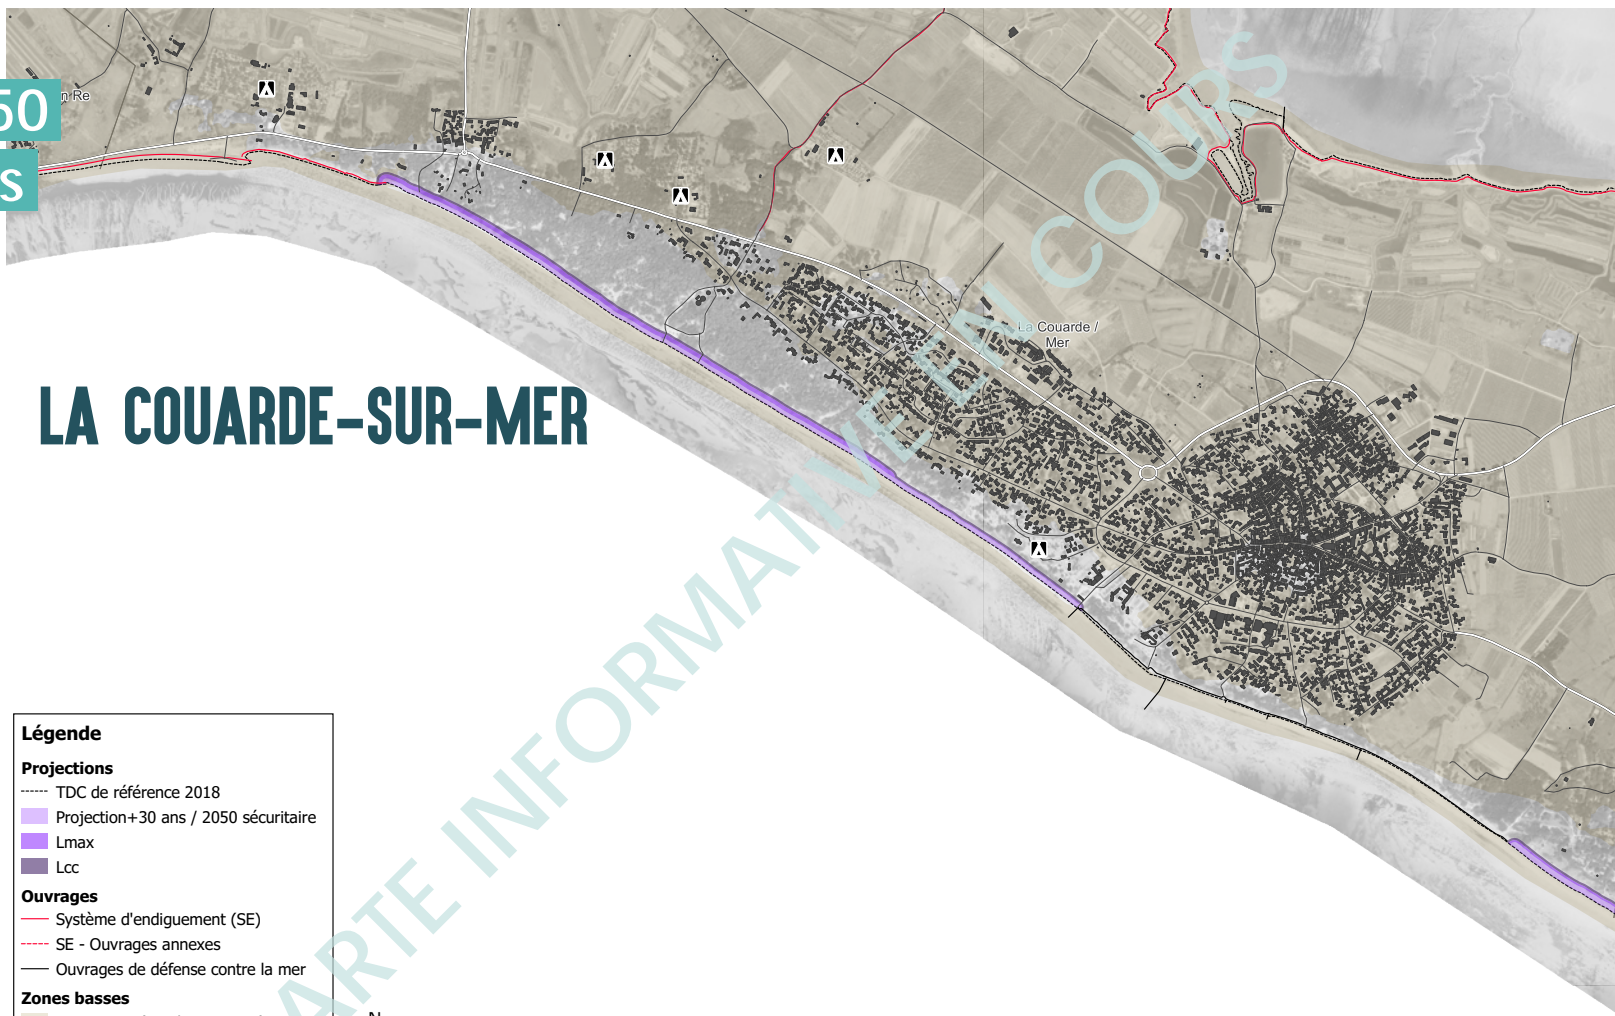 50
n Re
S
La Couarde /
Mer
LA COUARDE-SUR-MER
CARTE INFORMATIVE EN COURS
Légende
Projections
TDC de référence 2018
Projection+30 ans / 2050 sécuritaire
Lmax
Lcc
Ouvrages
Système d'endiguement (SE)
SE - Ouvrages annexes
Ouvrages de défense contre la mer
Zones basses
N